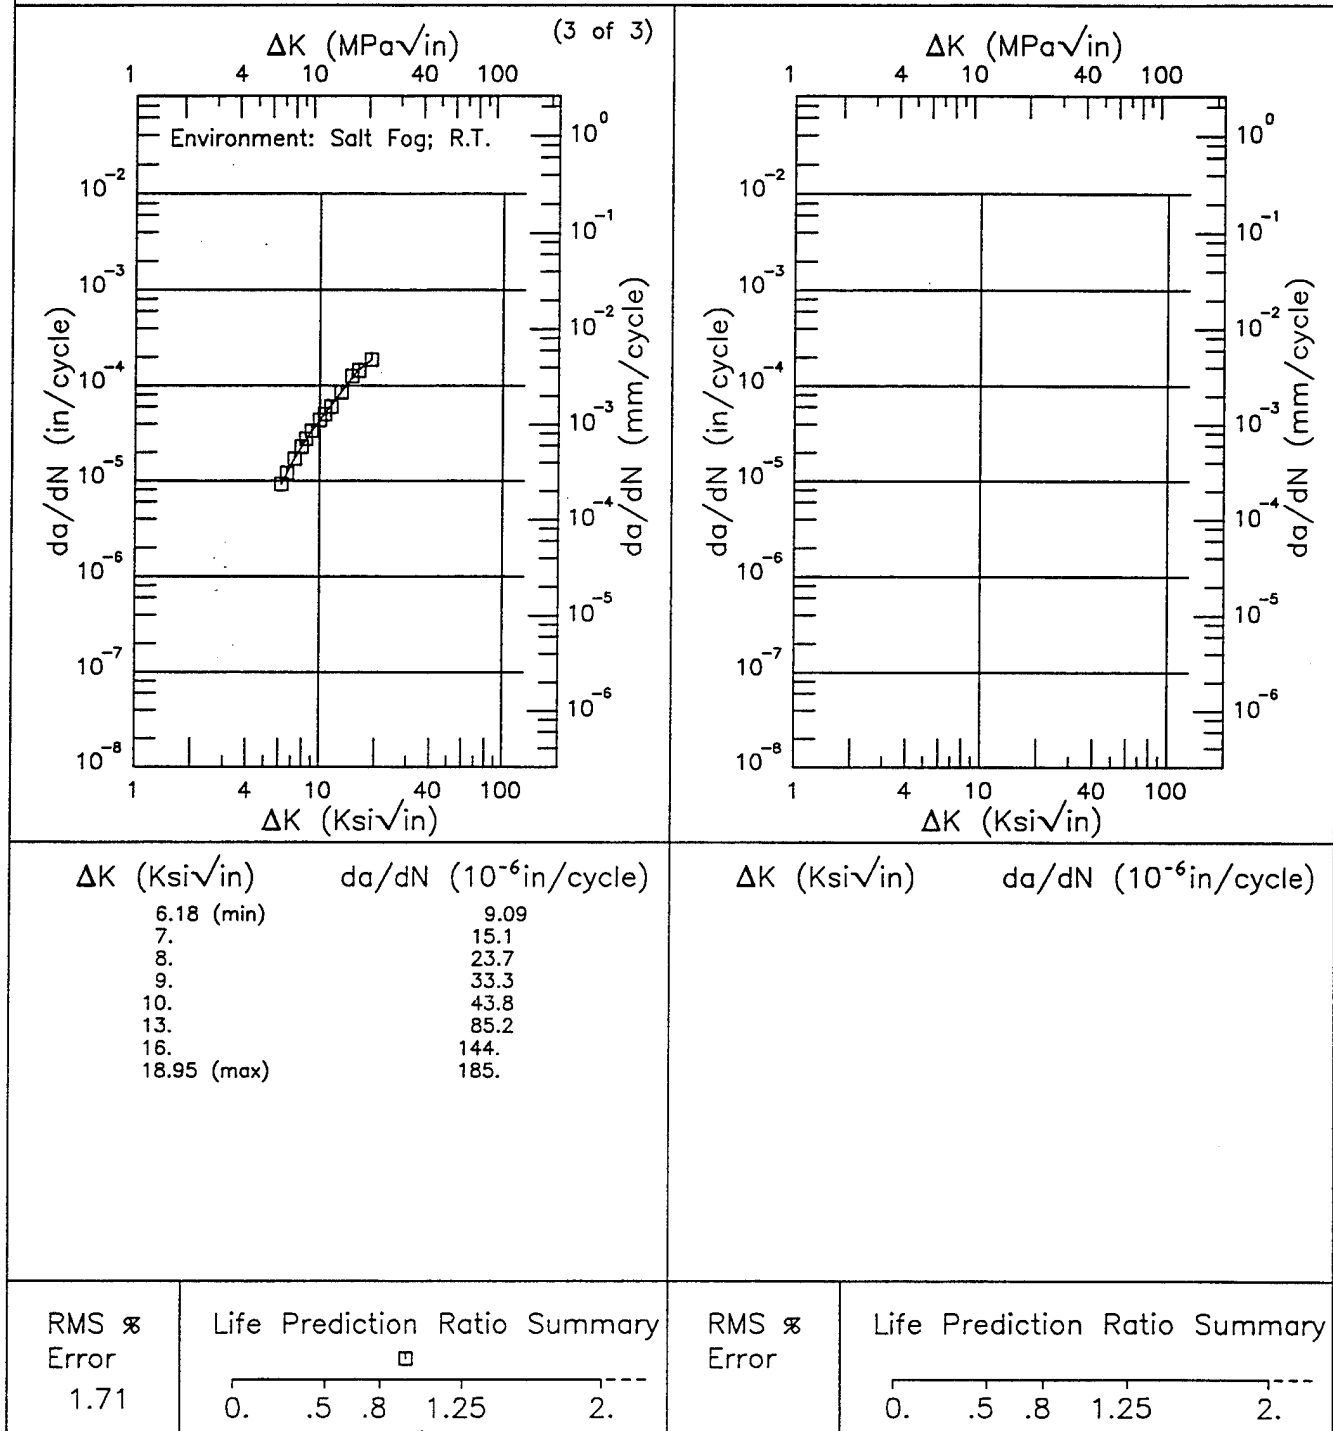 (3 of 3)
ΔK (MPa√in)
1 4 10 40 100
Environment: Salt Fog; R.T.
da/dN (in/cycle)
10⁻²
10⁻³
10⁻⁴
10⁻⁵
10⁻⁶
10⁻⁷
10⁻⁸
10⁰
10⁻¹
10⁻²
10⁻³
10⁻⁴
10⁻⁵
10⁻⁶
da/dN (mm/cycle)
1 4 10 40 100
ΔK (Ksi√in)
ΔK (MPa√in)
1 4 10 40 100
da/dN (in/cycle)
10⁻²
10⁻³
10⁻⁴
10⁻⁵
10⁻⁶
10⁻⁷
10⁻⁸
10⁰
10⁻¹
10⁻²
10⁻³
10⁻⁴
10⁻⁵
10⁻⁶
da/dN (mm/cycle)
1 4 10 40 100
ΔK (Ksi√in)
ΔK (Ksi√in) da/dN (10⁻⁶in/cycle)
6.18 (min) 9.09
7. 15.1
8. 23.7
9. 33.3
10. 43.8
13. 85.2
16. 144.
18.95 (max) 185.
ΔK (Ksi√in) da/dN (10⁻⁶in/cycle)
RMS %
Error
1.71
Life Prediction Ratio Summary
0. .5 .8 1.25 2.
RMS %
Error
Life Prediction Ratio Summary
0. .5 .8 1.25 2.